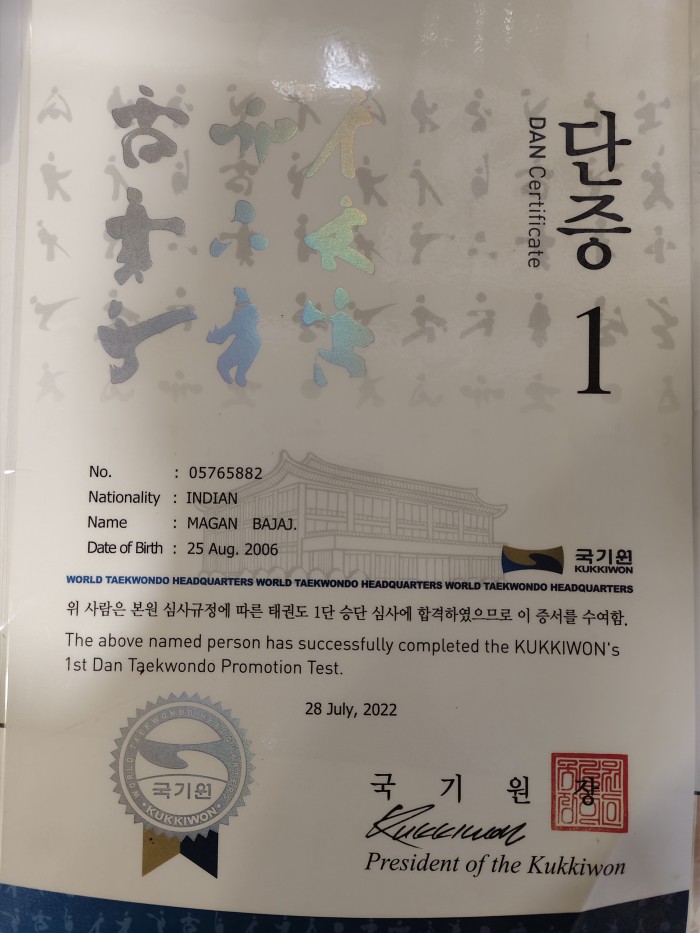 단증
DAN Certificate
1
No. : 05765882
Nationality : INDIAN
Name : MAGAN BAJAJ.
Date of Birth : 25 Aug. 2006
국기원
KUKKIWON
WORLD TAEKWONDO HEADQUARTERS WORLD TAEKWONDO HEADQUARTERS WORLD TAEKWONDO HEADQUARTERS
위 사람은 본원 심사규정에 따른 태권도 1단 승단 심사에 합격하였으므로 이 증서를 수여함.
The above named person has successfully completed the KUKKIWON's
1st Dan Taekwondo Promotion Test.
28 July, 2022
WORLD TAEKWONDO HEADQUARTERS
국기원
·KUKKIWON·
국 기 원 장
Kukkiwon
President of the Kukkiwon